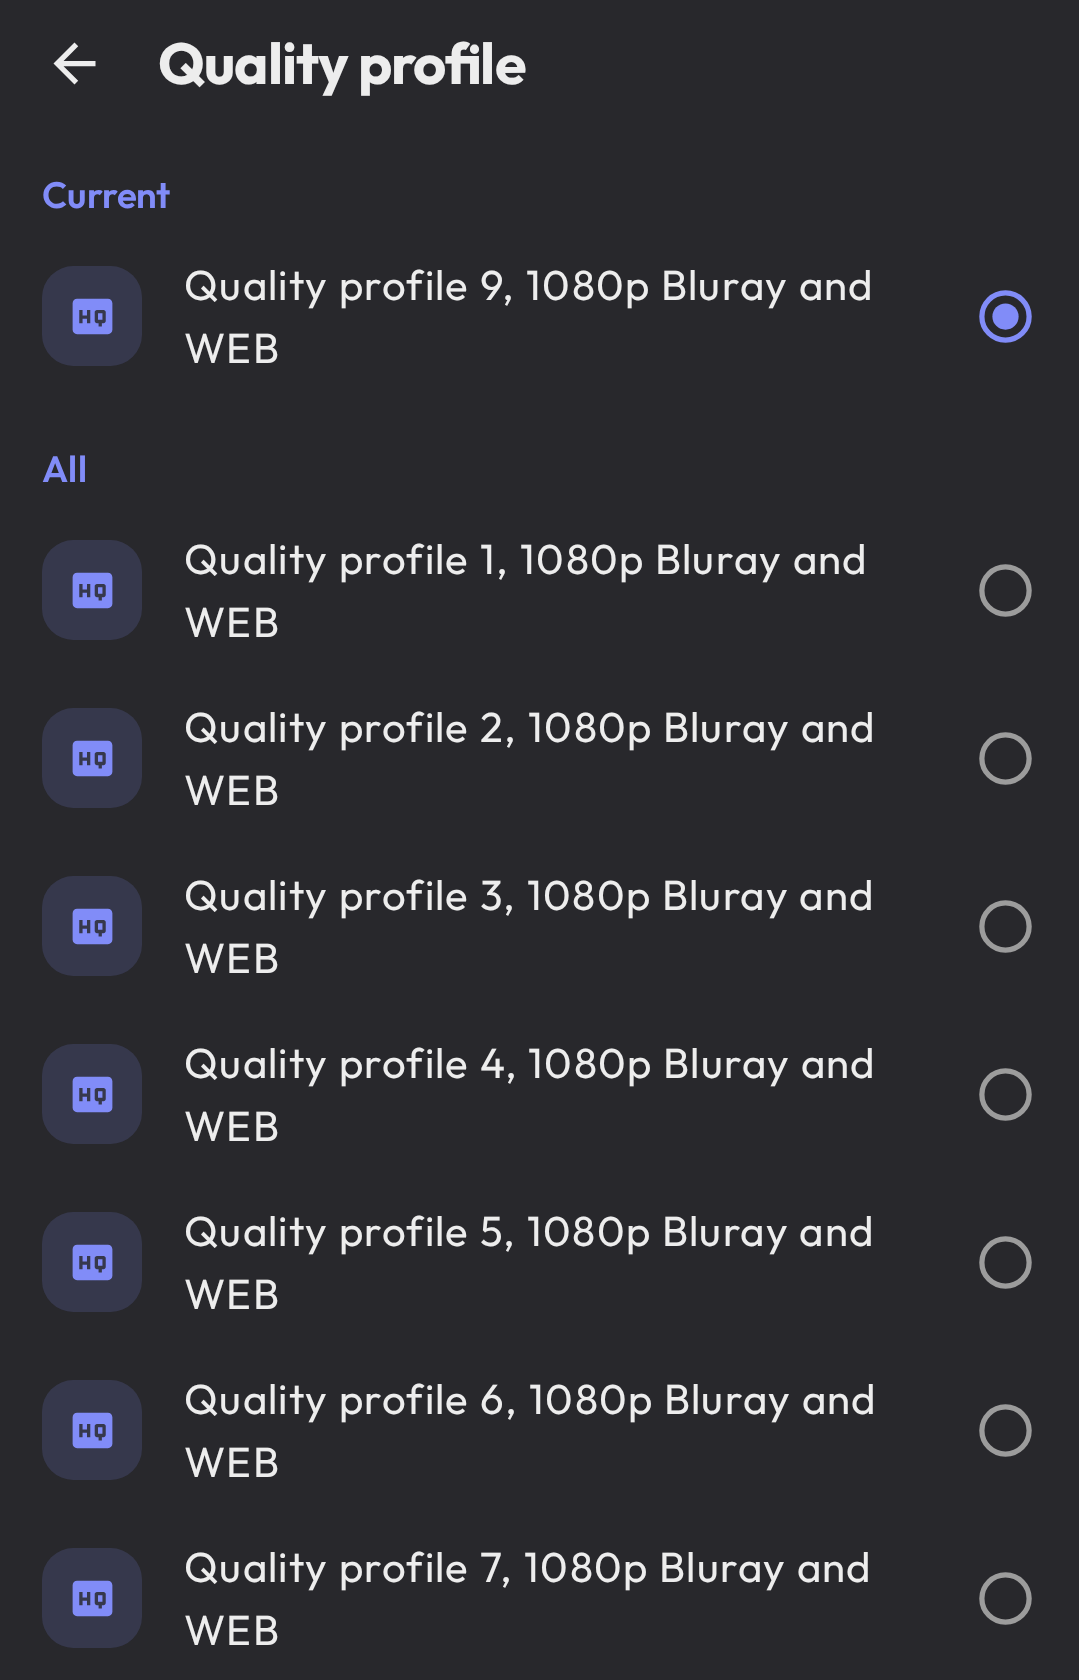 Quality profile
Current
HQ
Quality profile 9, 1080p Bluray and
WEB
All
HQ
Quality profile 1, 1080p Bluray and
WEB
HQ
Quality profile 2, 1080p Bluray and
WEB
HQ
Quality profile 3, 1080p Bluray and
WEB
HQ
Quality profile 4, 1080p Bluray and
WEB
HQ
Quality profile 5, 1080p Bluray and
WEB
HQ
Quality profile 6, 1080p Bluray and
WEB
HQ
Quality profile 7, 1080p Bluray and
WEB